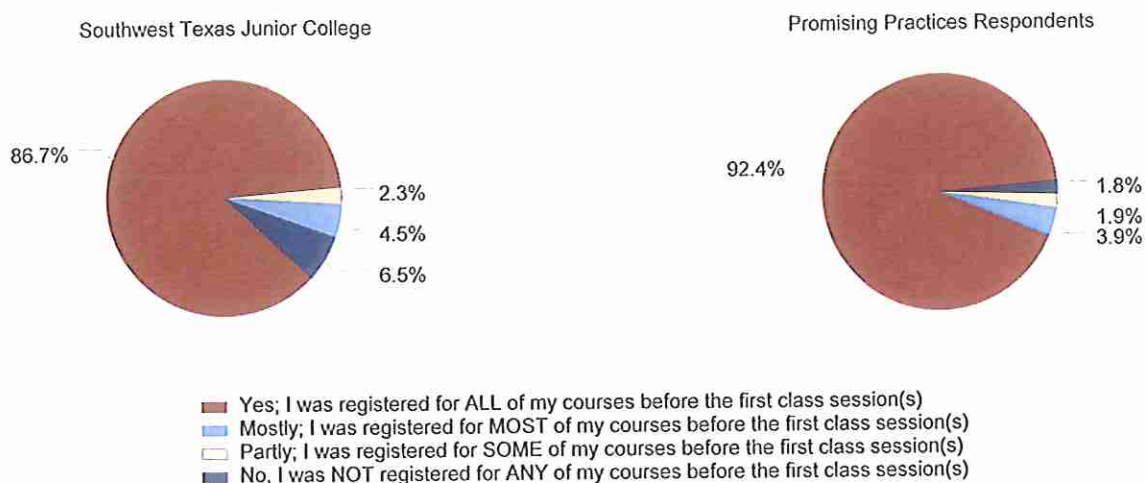 Southwest Texas Junior College
Promising Practices Respondents
86.7%
2.3%
4.5%
6.5%
92.4%
1.8%
1.9%
3.9%
Yes; I was registered for ALL of my courses before the first class session(s)
Mostly; I was registered for MOST of my courses before the first class session(s)
Partly; I was registered for SOME of my courses before the first class session(s)
No, I was NOT registered for ANY of my courses before the first class session(s)